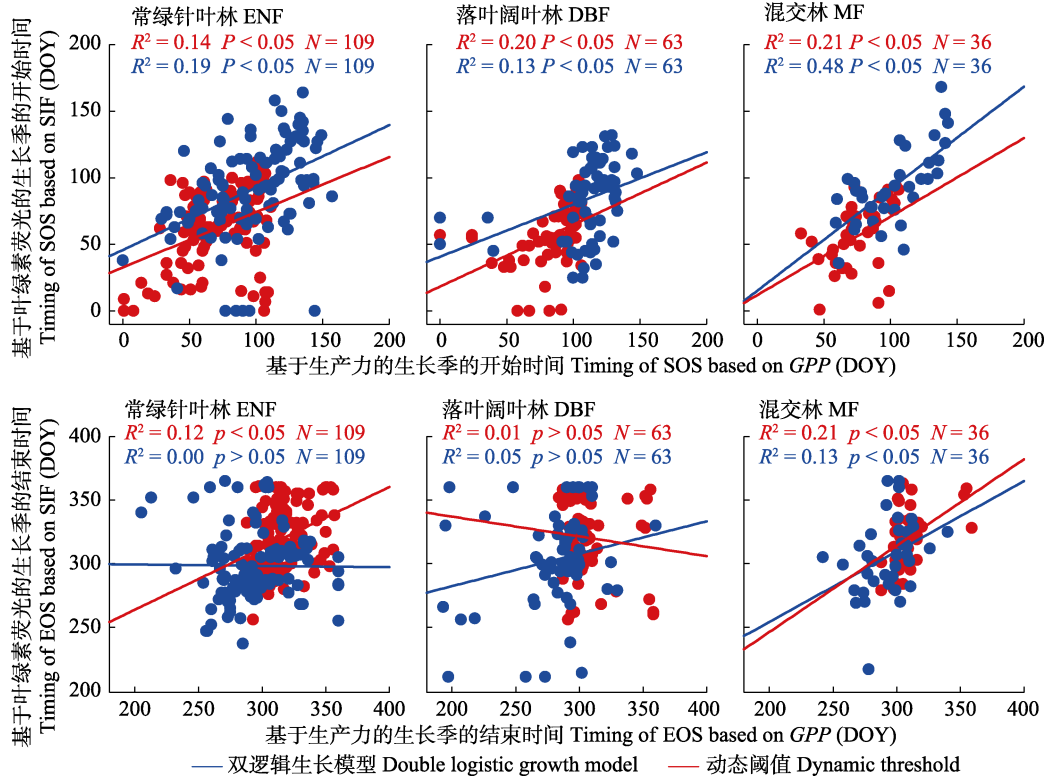 常绿针叶林 ENF
R² = 0.14 P < 0.05 N = 109
R² = 0.19 P < 0.05 N = 109
落叶阔叶林 DBF
R² = 0.20 P < 0.05 N = 63
R² = 0.13 P < 0.05 N = 63
混交林 MF
R² = 0.21 P < 0.05 N = 36
R² = 0.48 P < 0.05 N = 36
基于叶绿素荧光的生长季的开始时间
Timing of SOS based on SIF (DOY)
200
150
100
50
0
0 50 100 150 200
0 50 100 150 200
0 50 100 150 200
基于生产力的生长季的开始时间 Timing of SOS based on GPP (DOY)
常绿针叶林 ENF
R² = 0.12 p < 0.05 N = 109
R² = 0.00 p > 0.05 N = 109
落叶阔叶林 DBF
R² = 0.01 p > 0.05 N = 63
R² = 0.05 p > 0.05 N = 63
混交林 MF
R² = 0.21 p < 0.05 N = 36
R² = 0.13 p < 0.05 N = 36
基于叶绿素荧光的生长季的结束时间
Timing of EOS based on SIF (DOY)
400
350
300
250
200
200 250 300 350 400
200 250 300 350 400
200 250 300 350 400
基于生产力的生长季的结束时间 Timing of EOS based on GPP (DOY)
双逻辑生长模型 Double logistic growth model
动态阈值 Dynamic threshold